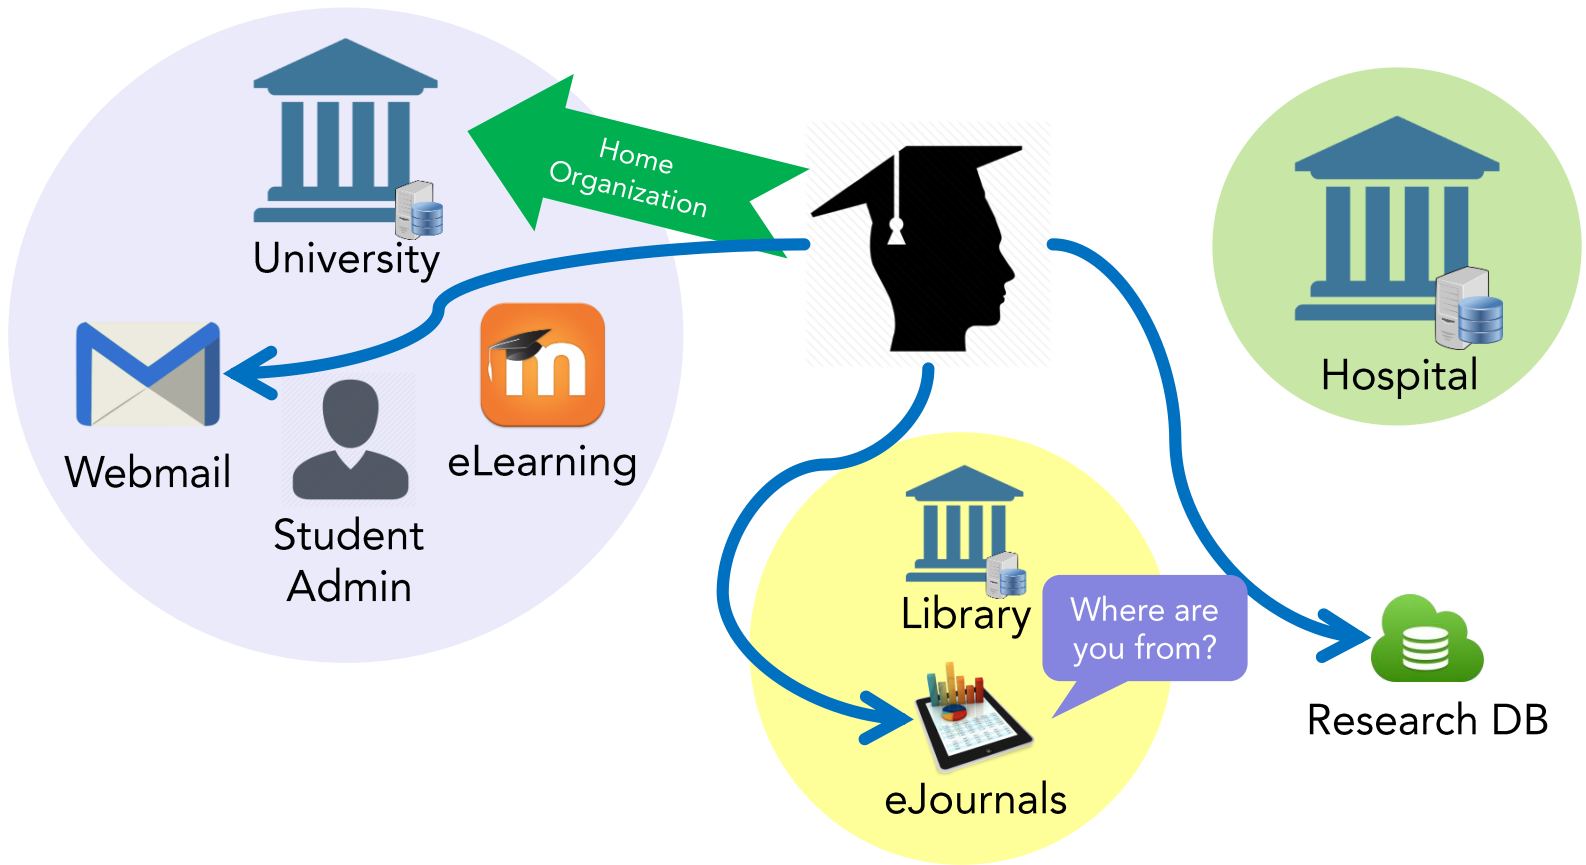 Home
Organization
University
Hospital
Webmail
eLearning
Student
Admin
Library
Where are
you from?
eJournals
Research DB